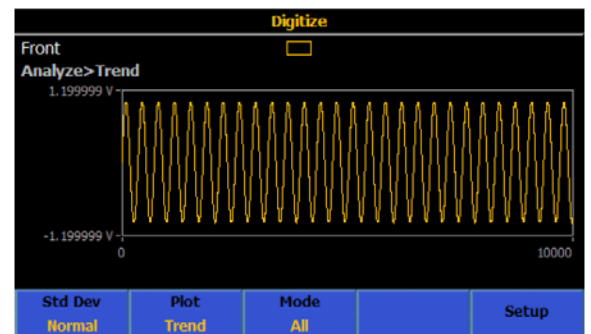 Digitize
Front
Analyze>Trend
1.199999 V
-1.199999 V
0
10000
Std Dev
Normal
Plot
Trend
Mode
All
Setup